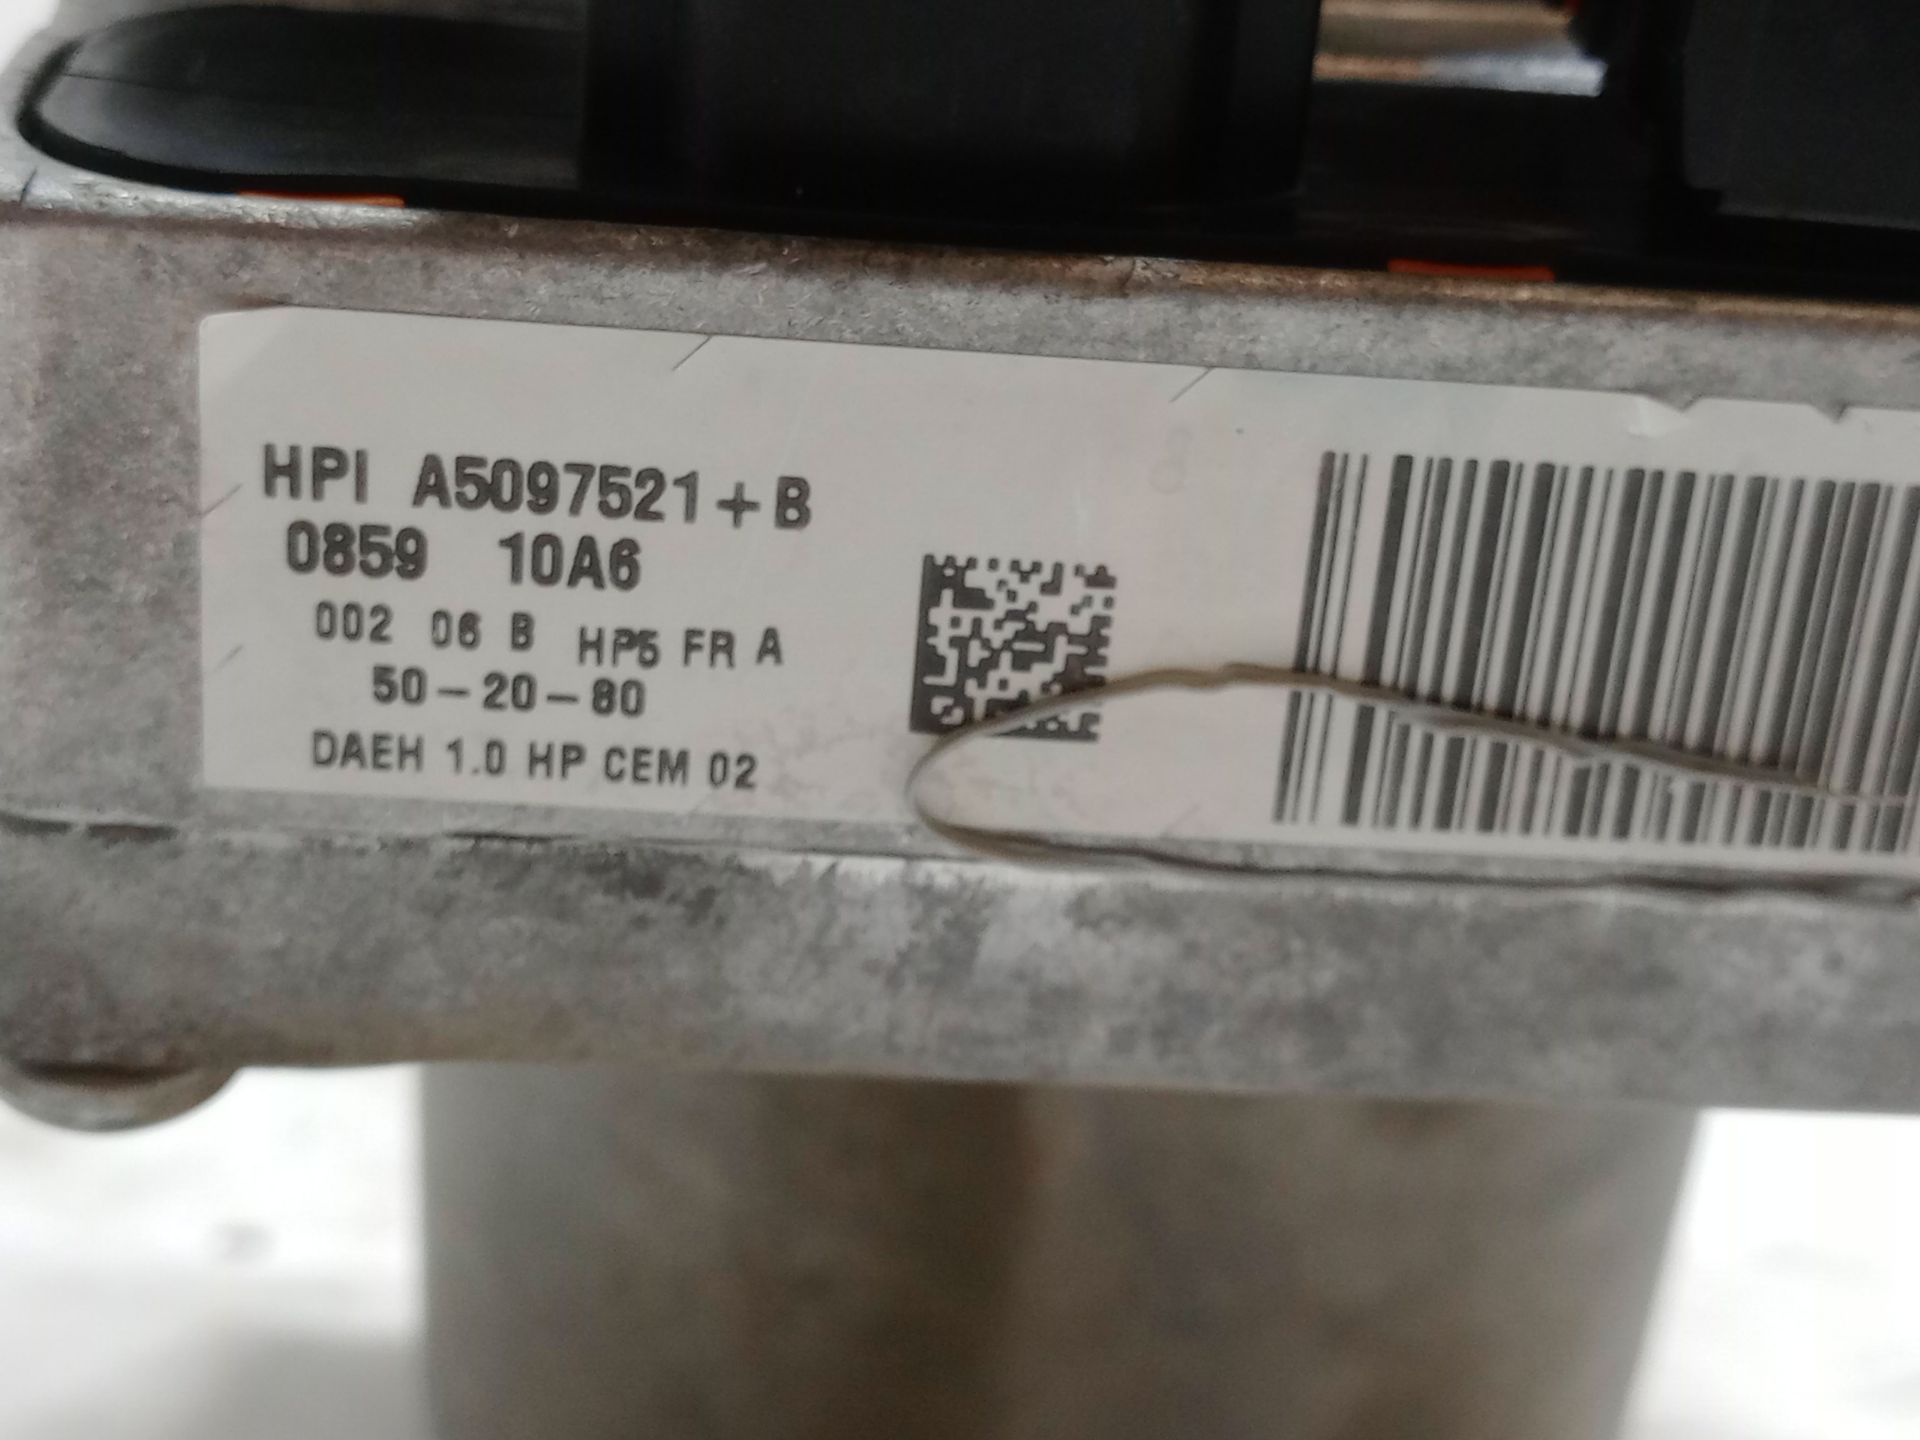 HPI A5097521+B
0859 10A6
002 06 B HP5 FR A
50-20-80
DAEH 1.0 HP CEM 02